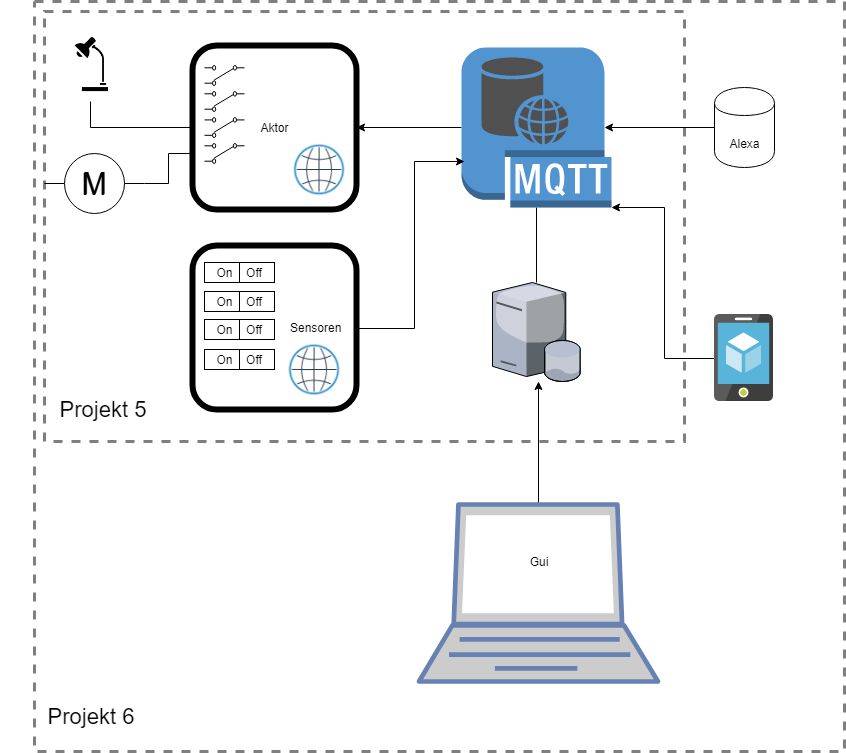 Aktor
Alexa
M
MQTT
On Off
On Off
On Off
On Off
Sensoren
Projekt 5
Gui
Projekt 6